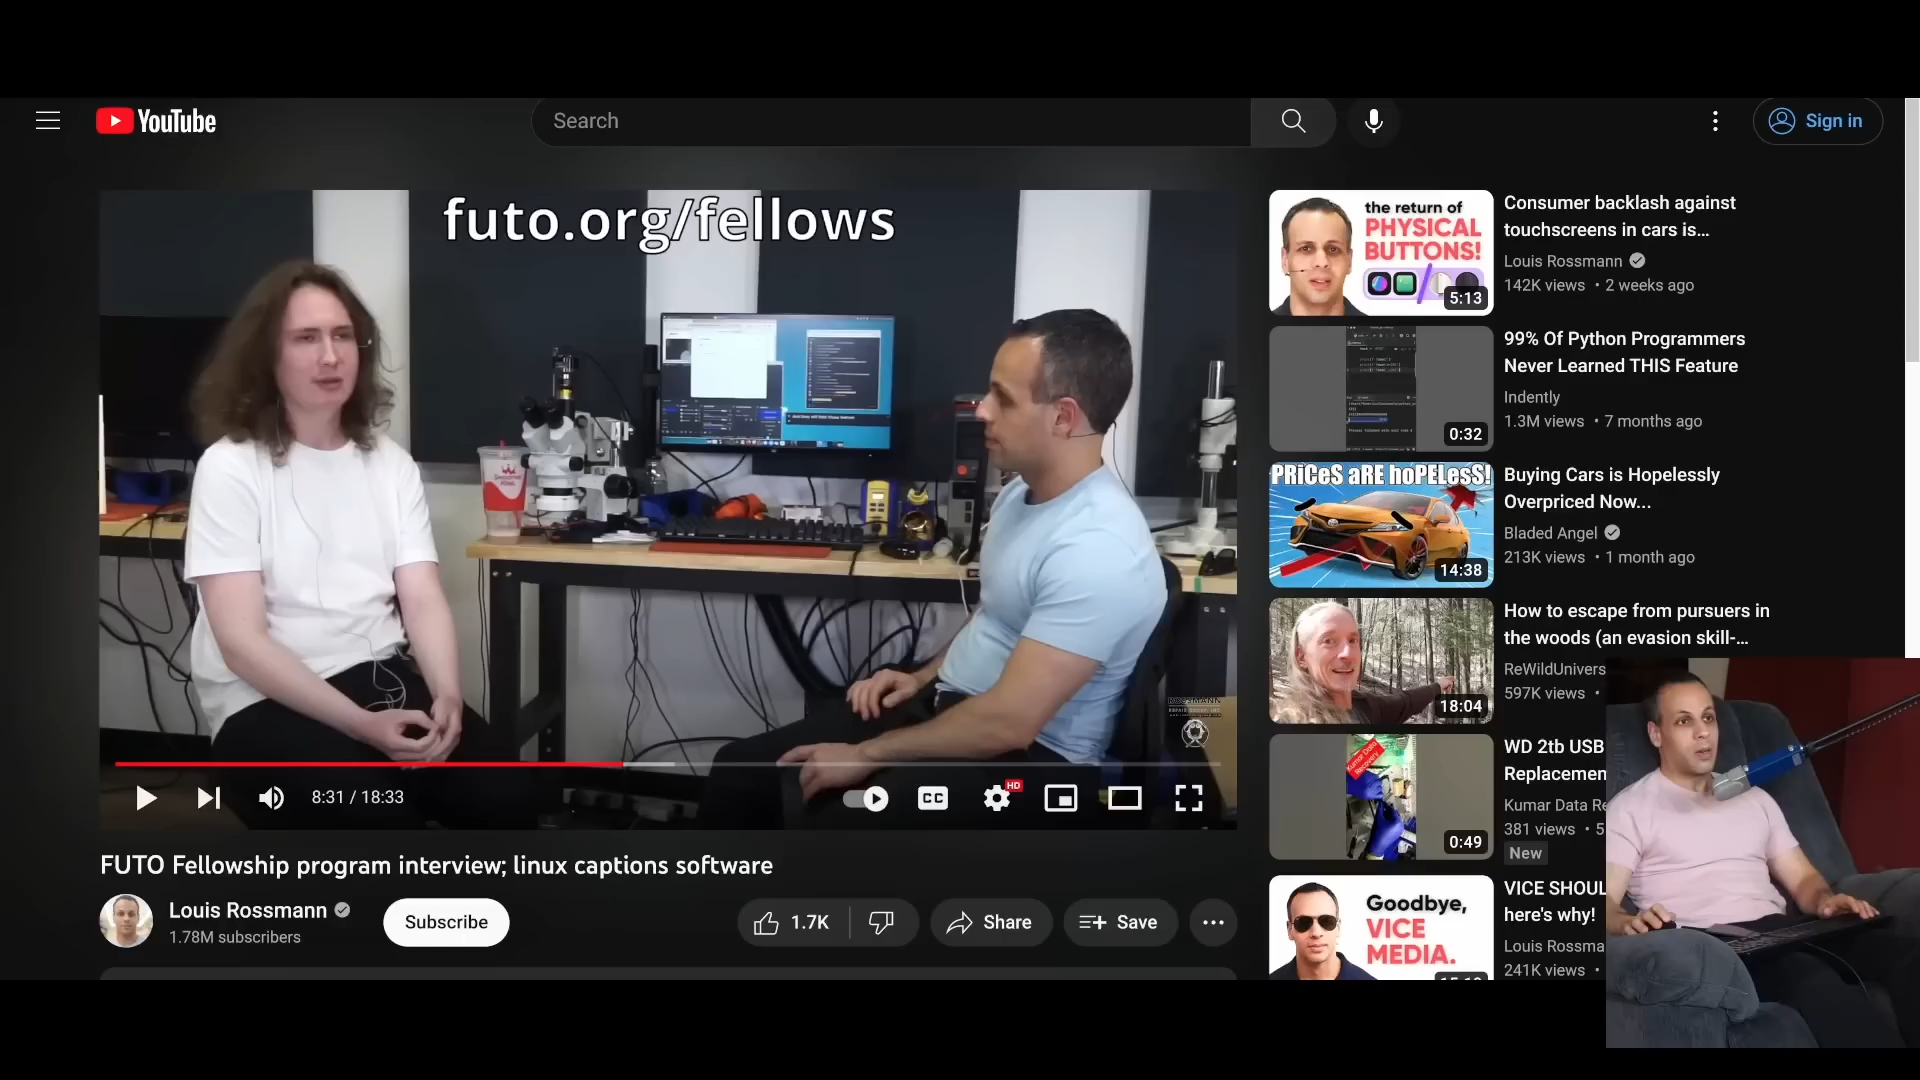 YouTube
Search
Sign in
futo.org/fellows
8:31 / 18:33
CC
HD
FUTO Fellowship program interview; linux captions software
Louis Rossmann
1.78M subscribers
Subscribe
1.7K
Share
Save
the return of
PHYSICAL
BUTTONS!
5:13
Consumer backlash against
touchscreens in cars is…
Louis Rossmann
142K views • 2 weeks ago
0:32
99% Of Python Programmers
Never Learned THIS Feature
Indently
1.3M views • 7 months ago
PRiCeS aRE hoPELesS!
14:38
Buying Cars is Hopelessly
Overpriced Now...
Bladed Angel
213K views • 1 month ago
18:04
How to escape from pursuers in
the woods (an evasion skill-…
ReWildUnivers
597K views •
Kumar Data
Recovery
0:49
WD 2tb USB
Replacemen
Kumar Data Re
381 views • 5
New
Goodbye,
VICE
MEDIA.
VICE SHOUL
here's why!
Louis Rossma
241K views •